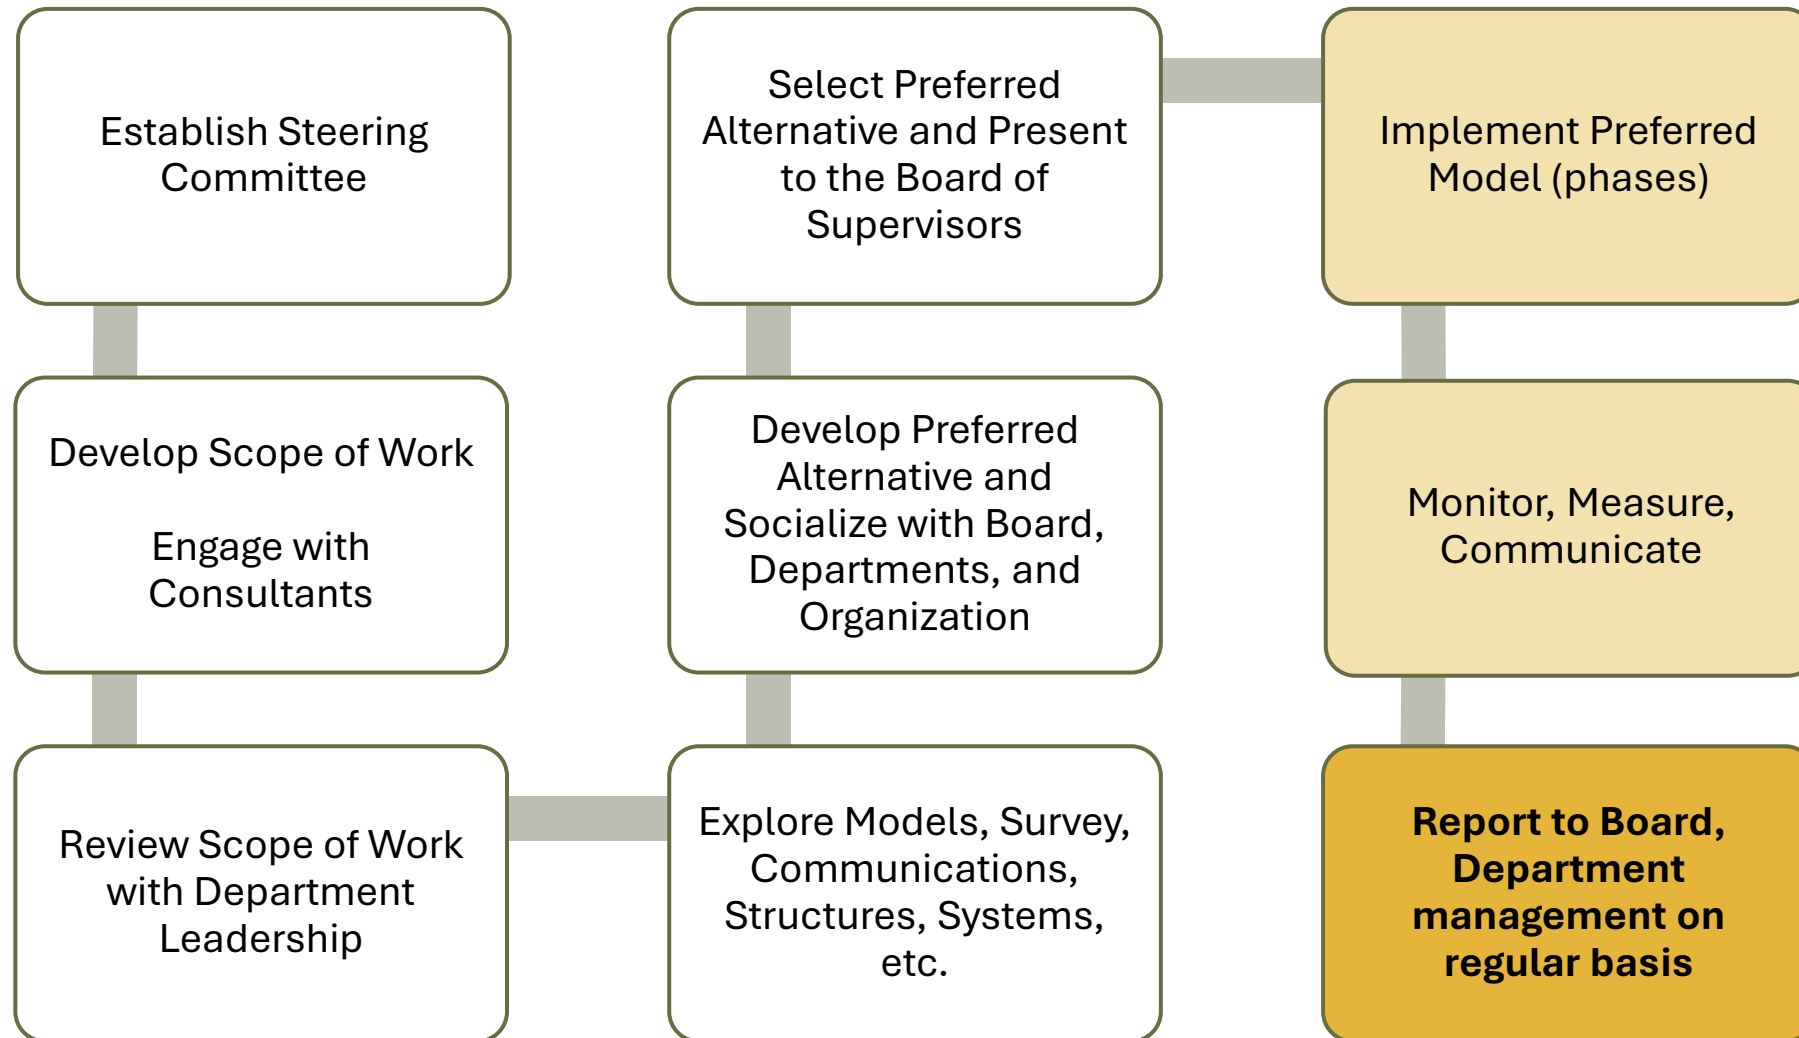 Establish Steering
Committee
Develop Scope of Work
Engage with
Consultants
Review Scope of Work
with Department
Leadership
Explore Models, Survey,
Communications,
Structures, Systems,
etc.
Develop Preferred
Alternative and
Socialize with Board,
Departments, and
Organization
Select Preferred
Alternative and Present
to the Board of
Supervisors
Implement Preferred
Model (phases)
Monitor, Measure,
Communicate
Report to Board,
Department
management on
regular basis